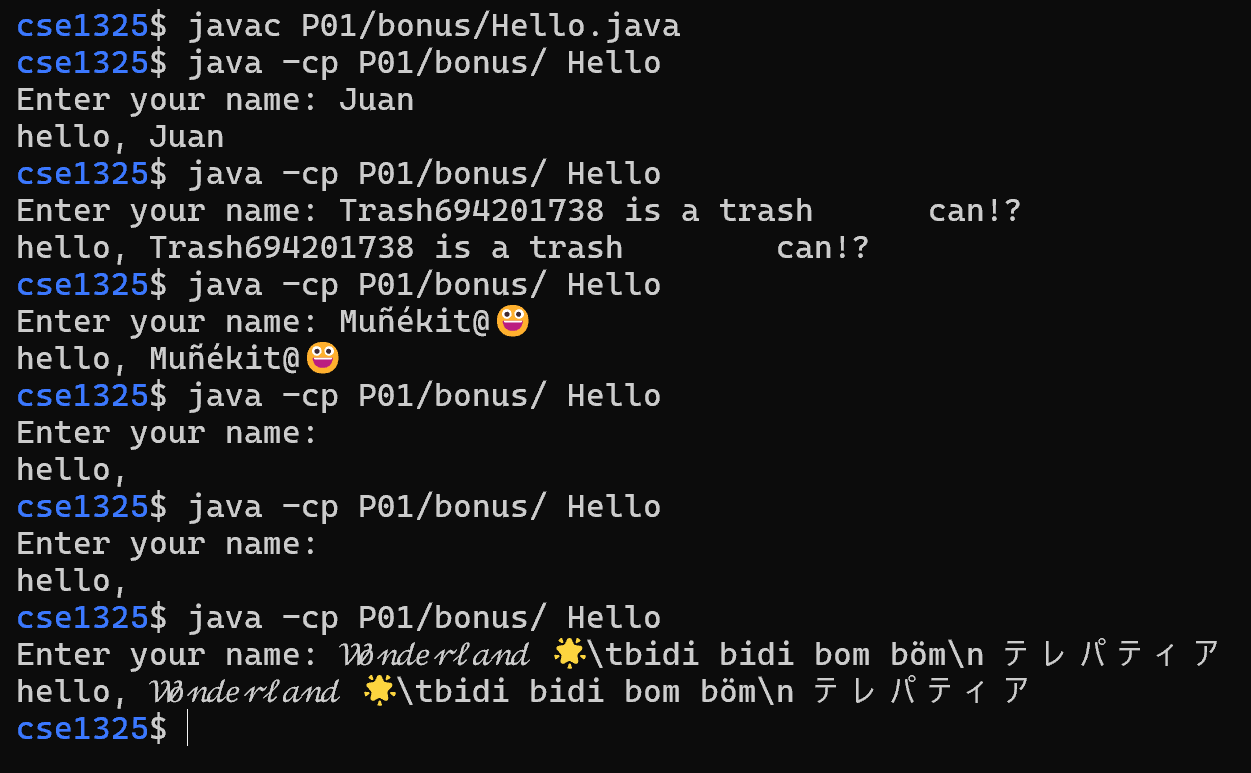 cse1325$ javac P01/bonus/Hello.java
cse1325$ java -cp P01/bonus/ Hello
Enter your name: Juan
hello, Juan
cse1325$ java -cp P01/bonus/ Hello
Enter your name: Trash694201738 is a trash      can!?
hello, Trash694201738 is a trash        can!?
cse1325$ java -cp P01/bonus/ Hello
Enter your name: Muñékit@😀
hello, Muñékit@😀
cse1325$ java -cp P01/bonus/ Hello
Enter your name:
hello,
cse1325$ java -cp P01/bonus/ Hello
Enter your name:
hello,
cse1325$ java -cp P01/bonus/ Hello
Enter your name: 𝒲𝑜𝓃𝒹𝑒𝓇𝓁𝒶𝓃𝒹 🌟\tbidi bidi bom böm\n テレパティア
hello, 𝒲𝑜𝓃𝒹𝑒𝓇𝓁𝒶𝓃𝒹 🌟\tbidi bidi bom böm\n テレパティア
cse1325$